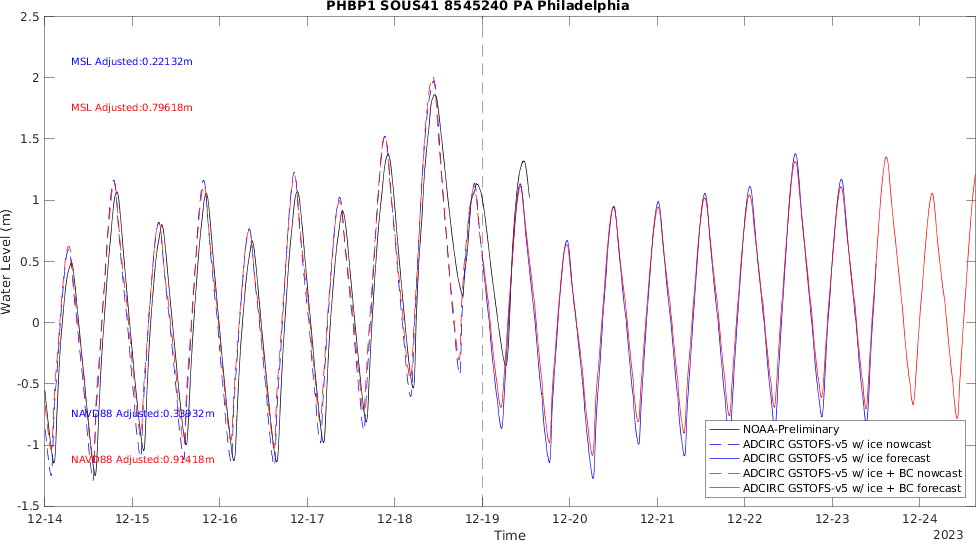 PHBP1 SOUS41 8545240 PA Philadelphia
2.5
2
1.5
1
0.5
0
-0.5
-1
-1.5
Water Level (m)
MSL Adjusted:0.22132m
MSL Adjusted:0.79618m
NAVD88 Adjusted:0.33932m
NAVD88 Adjusted:0.91418m
NOAA-Preliminary
ADCIRC GSTOFS-v5 w/ ice nowcast
ADCIRC GSTOFS-v5 w/ ice forecast
ADCIRC GSTOFS-v5 w/ ice + BC nowcast
ADCIRC GSTOFS-v5 w/ ice + BC forecast
12-14 12-15 12-16 12-17 12-18 12-19 12-20 12-21 12-22 12-23 12-24
Time
2023